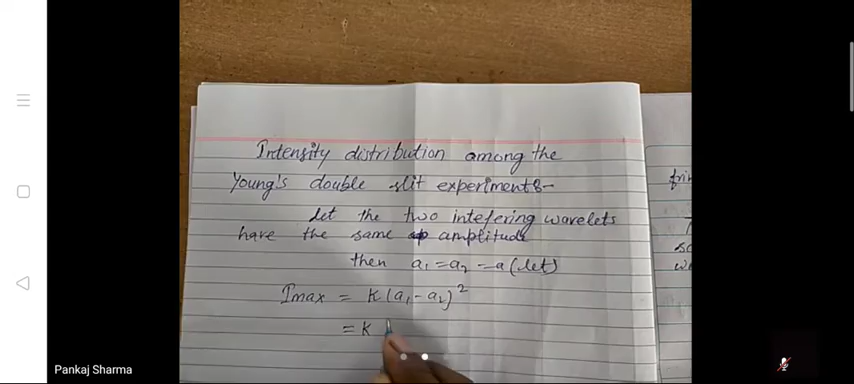 Intensity distribution among the
Young's double slit experiment:-
Let the two intefering wavelets
have the same amplitude
then a₁ = a₂ = a (let)
Imax = K(a₁ - a₂)²
= K
Pankaj Sharma